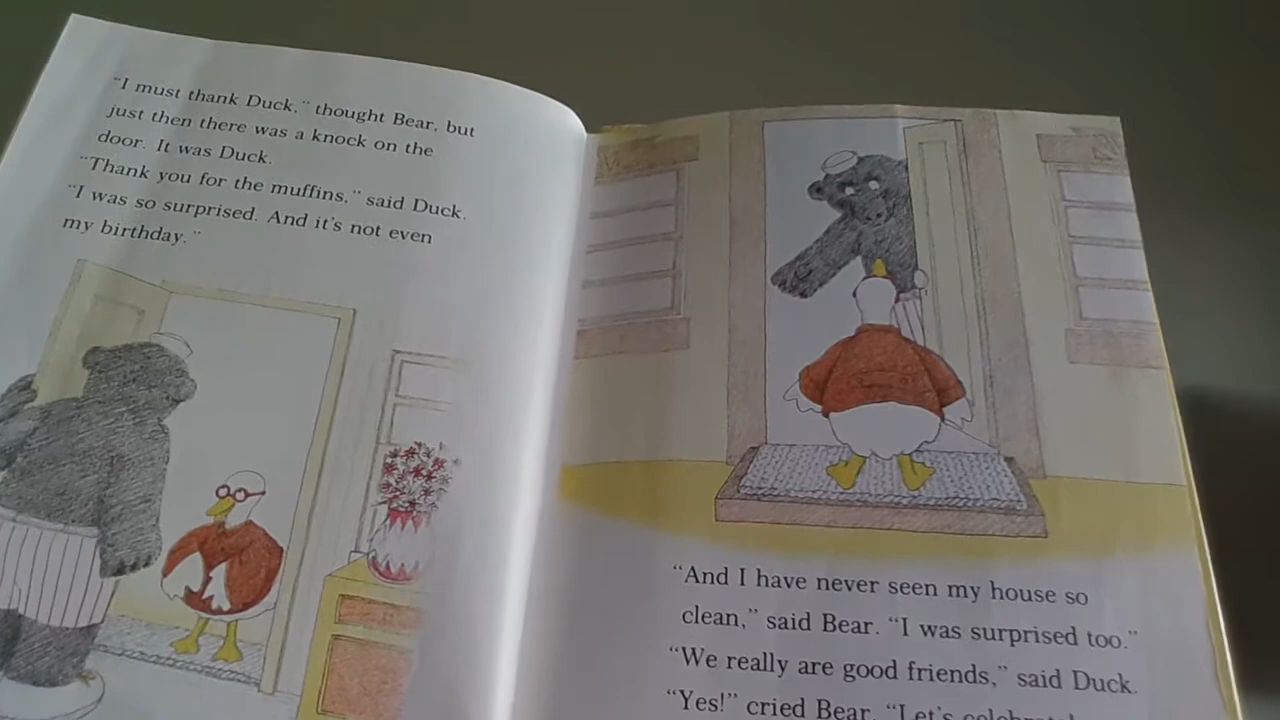 “I must thank Duck,” thought Bear, but
just then there was a knock on the
door. It was Duck.
“Thank you for the muffins,” said Duck.
“I was so surprised. And it’s not even
my birthday.”
“And I have never seen my house so
clean,” said Bear. “I was surprised too.”
“We really are good friends,” said Duck.
“Yes!” cried Bear. “Let’s